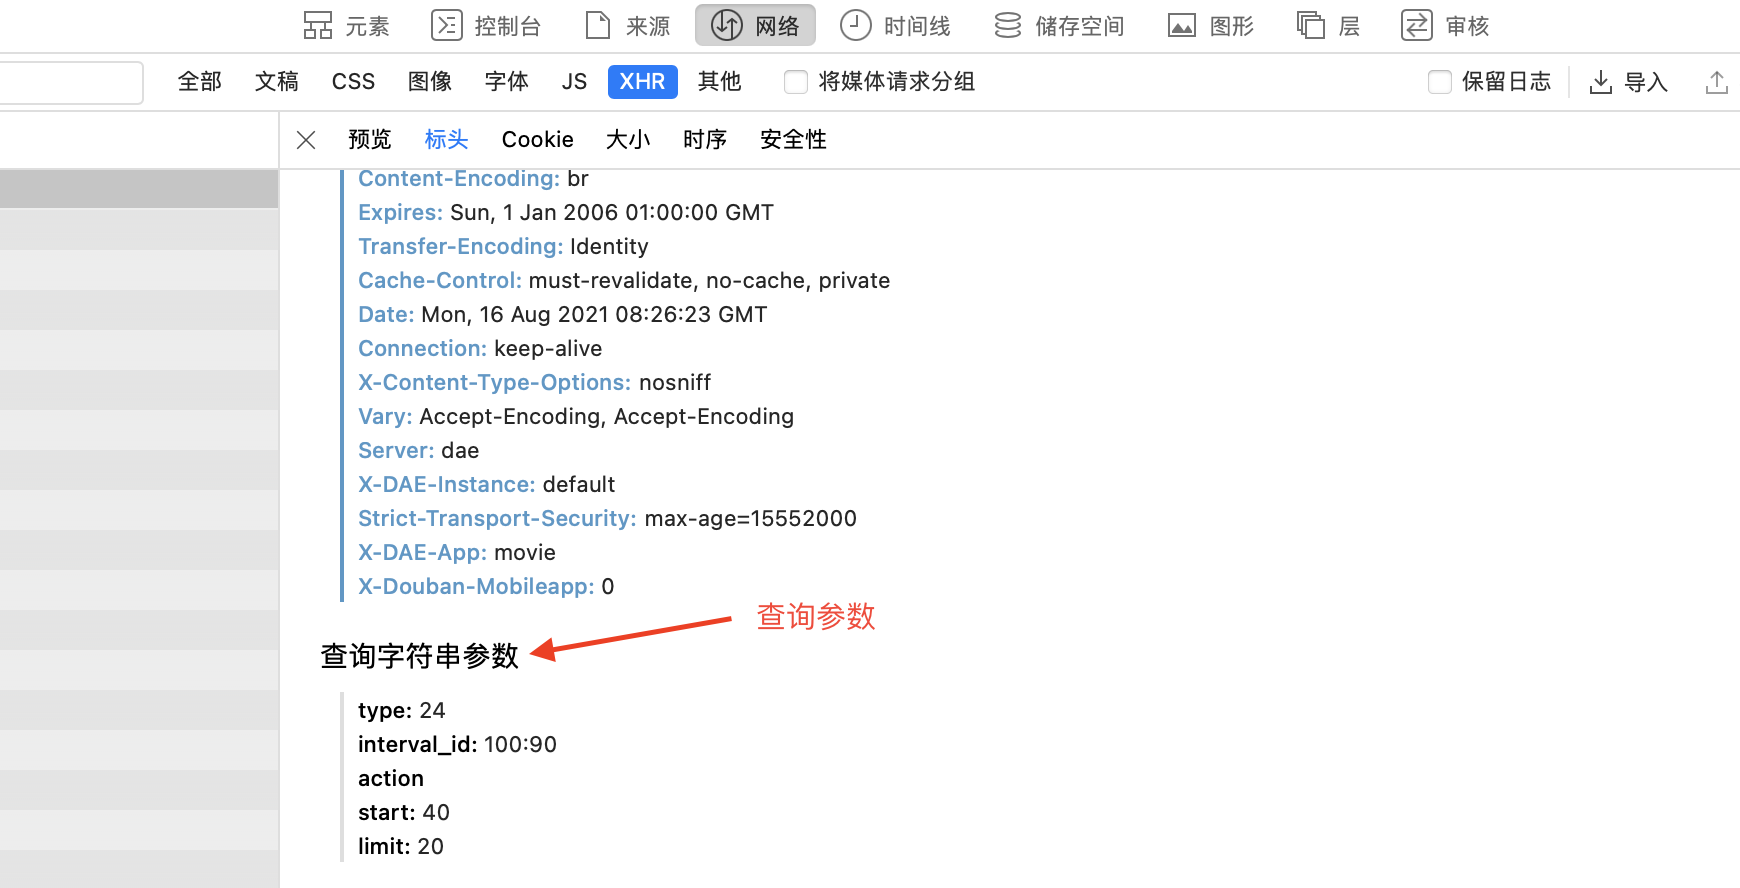 元素 控制台 来源 网络 时间线 储存空间 图形 层 审核
全部 文稿 CSS 图像 字体 JS XHR 其他 将媒体请求分组 保留日志 导入
预览 标头 Cookie 大小 时序 安全性
Content-Encoding: br
Expires: Sun, 1 Jan 2006 01:00:00 GMT
Transfer-Encoding: Identity
Cache-Control: must-revalidate, no-cache, private
Date: Mon, 16 Aug 2021 08:26:23 GMT
Connection: keep-alive
X-Content-Type-Options: nosniff
Vary: Accept-Encoding, Accept-Encoding
Server: dae
X-DAE-Instance: default
Strict-Transport-Security: max-age=15552000
X-DAE-App: movie
X-Douban-Mobileapp: 0
查询参数
查询字符串参数
type: 24
interval_id: 100:90
action
start: 40
limit: 20